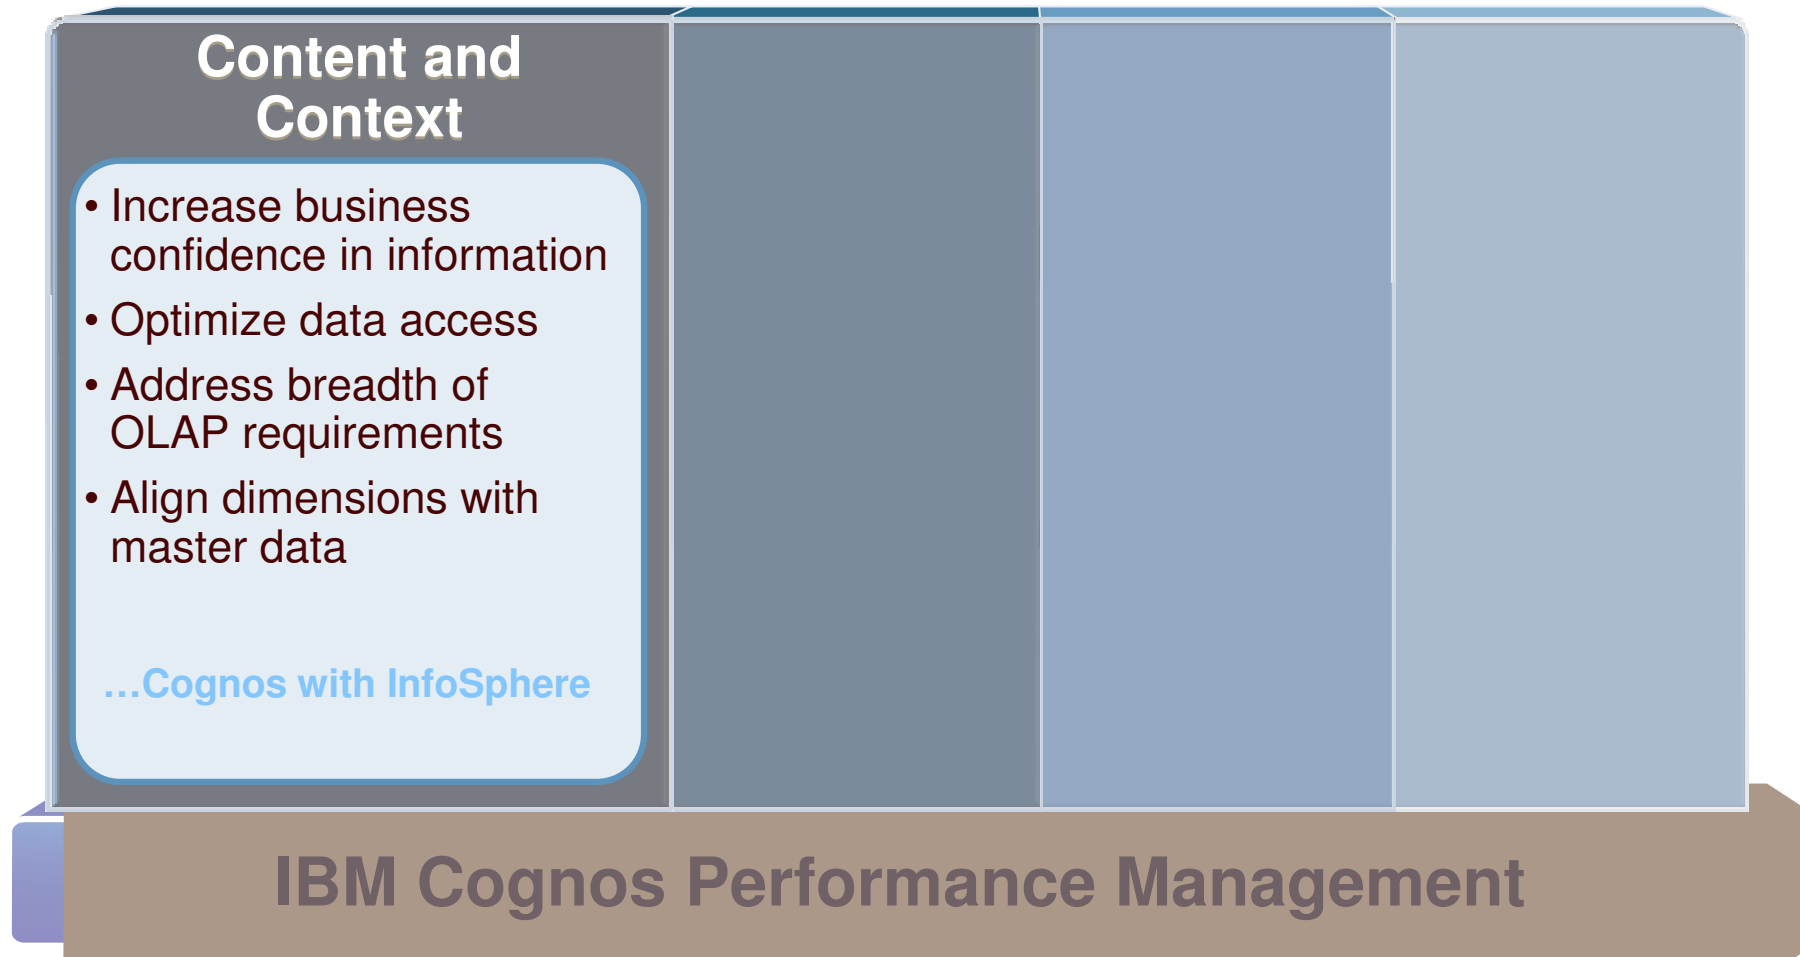 Content and
Context
• Increase business
confidence in information
• Optimize data access
• Address breadth of
OLAP requirements
• Align dimensions with
master data
…Cognos with InfoSphere
IBM Cognos Performance Management